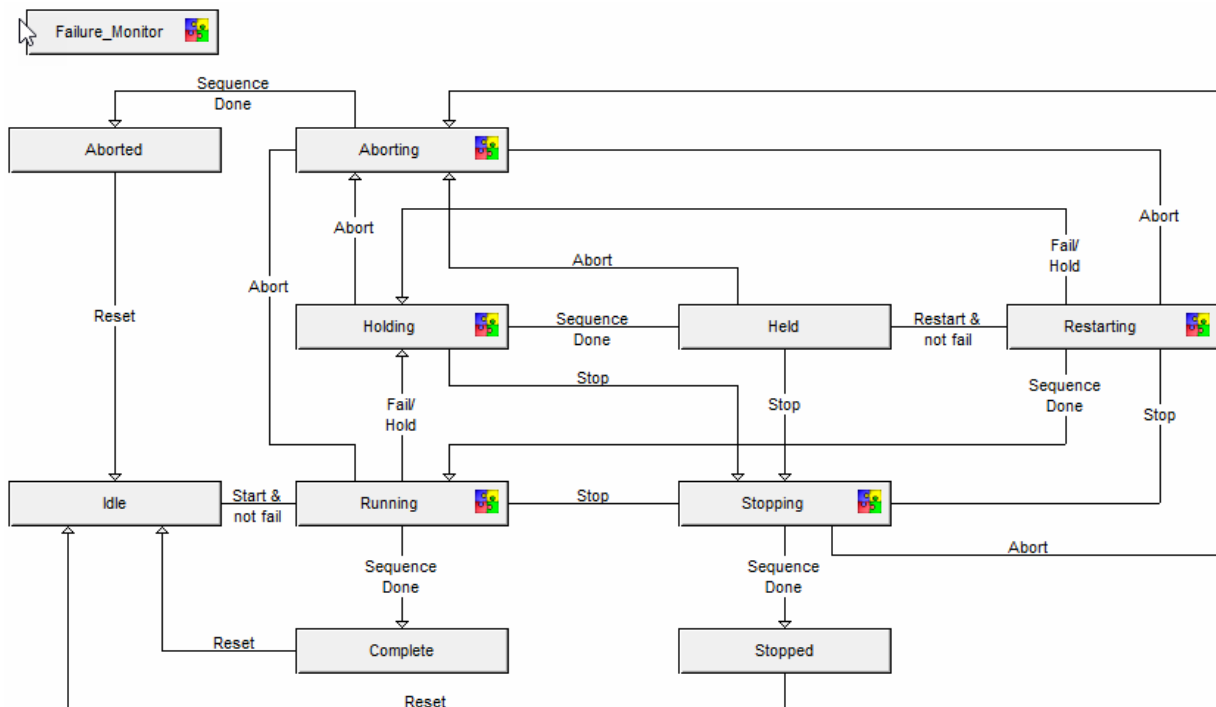 Failure_Monitor
Sequence
Done
Aborted
Aborting
Abort
Abort
Fail/
Hold
Abort
Abort
Reset
Holding
Sequence
Done
Held
Restart &
not fail
Restarting
Stop
Sequence
Done
Fail/
Hold
Stop
Stop
Idle
Start &
not fail
Running
Stop
Stopping
Abort
Sequence
Done
Sequence
Done
Reset
Complete
Stopped
Reset